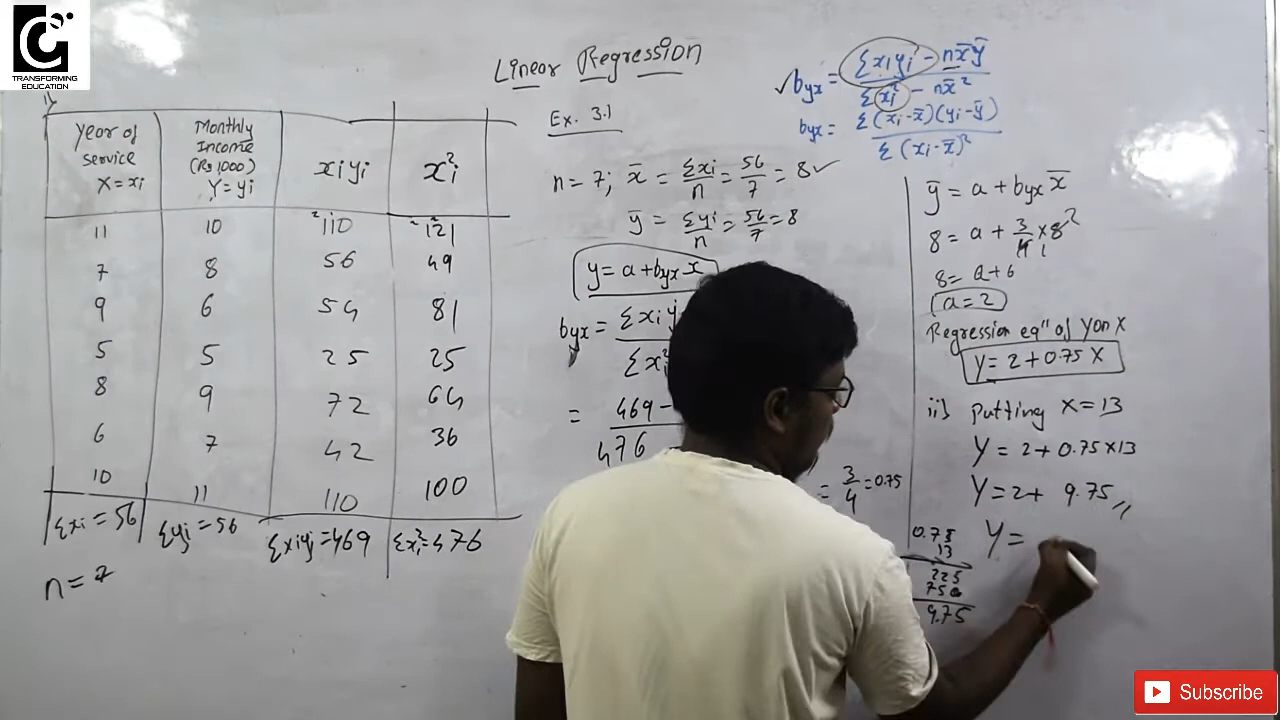 TRANSFORMING
EDUCATION
Linear Regression
Year of
service
X = xi
Monthly
Income
(Rs 1000)
Y = yi
xiyi
xi²
11 10 110 121
7 8 56 49
9 6 54 81
5 5 25 25
8 9 72 64
6 7 42 36
10 11 110 100
Σxi = 56 Σyi = 56 Σxiyi = 469 Σxi² = 476
n = 7
Ex. 3.1
n = 7; x̄ = Σxi/n = 56/7 = 8 ✓
ȳ = Σyi/n = 56/7 = 8
y = a + byx x
byx = Σxiyi
Σxi²
= 469 -
476
= 3/4 = 0.75
✓ byx = (Σxiyi - nx̄ȳ)/(Σxi² - nx̄²)
byx = Σ(xi-x̄)(yi-ȳ)/Σ(xi-x̄)²
ȳ = a + byx x̄
8 = a + 3/4 × 8 2
1
8 = a + 6
a = 2
Regression eqⁿ of Y on X
Y = 2 + 0.75 X
ii) Putting X = 13
Y = 2 + 0.75 × 13
Y = 2 + 9.75 //
Y =
0.75
13
225
750
9.75
Subscribe